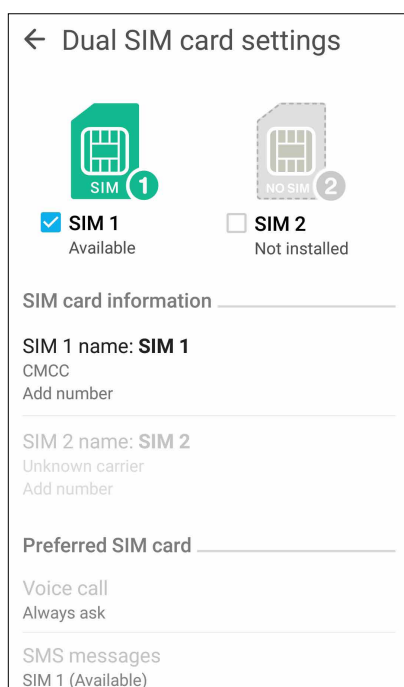 Dual SIM card settings
SIM 1
NO SIM 2
SIM 1
Available
SIM 2
Not installed
SIM card information
SIM 1 name: SIM 1
CMCC
Add number
SIM 2 name: SIM 2
Unknown carrier
Add number
Preferred SIM card
Voice call
Always ask
SMS messages
SIM 1 (Available)